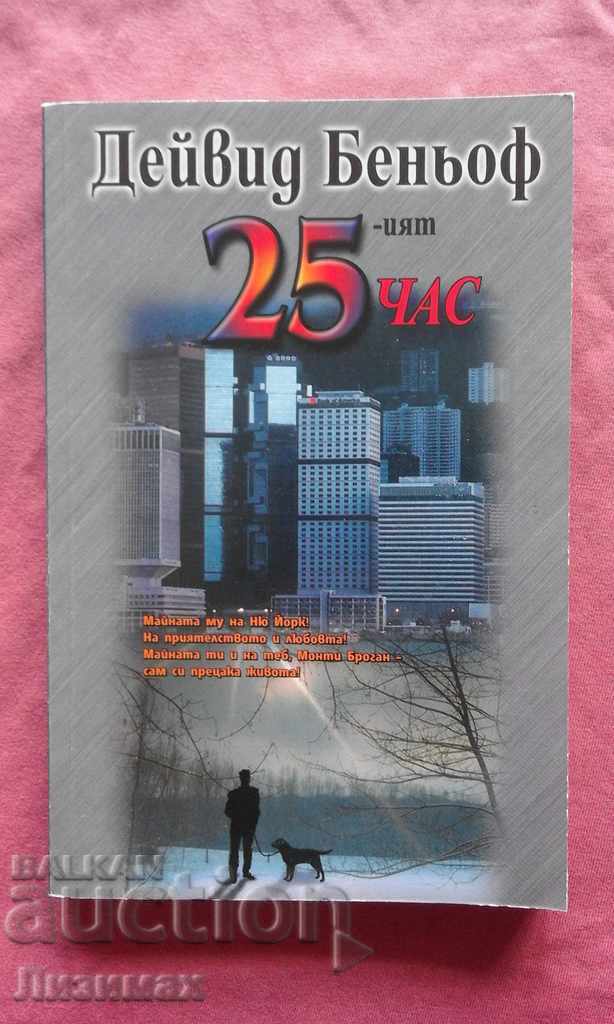 Дейвид Беньоф
25-ият
ЧАС
Майната му на Ню Йорк!
На приятелството и любовта!
Майната ти и на теб, Монти Броган –
сам си прецака живота!
BALKAN
auction
Лизимах